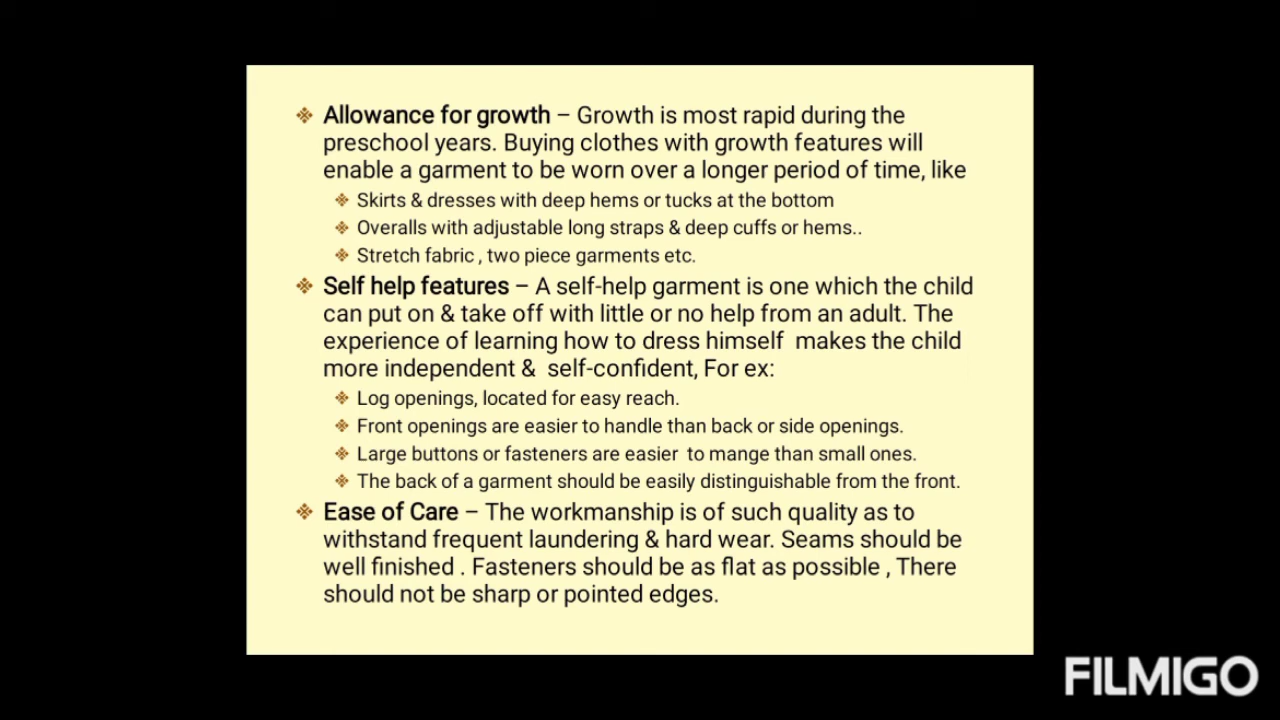 Allowance for growth – Growth is most rapid during the
preschool years. Buying clothes with growth features will
enable a garment to be worn over a longer period of time, like
Skirts & dresses with deep hems or tucks at the bottom
Overalls with adjustable long straps & deep cuffs or hems..
Stretch fabric , two piece garments etc.
Self help features – A self-help garment is one which the child
can put on & take off with little or no help from an adult. The
experience of learning how to dress himself  makes the child
more independent &  self-confident, For ex:
Log openings, located for easy reach.
Front openings are easier to handle than back or side openings.
Large buttons or fasteners are easier  to mange than small ones.
The back of a garment should be easily distinguishable from the front.
Ease of Care – The workmanship is of such quality as to
withstand frequent laundering & hard wear. Seams should be
well finished . Fasteners should be as flat as possible , There
should not be sharp or pointed edges.
FILMIGO